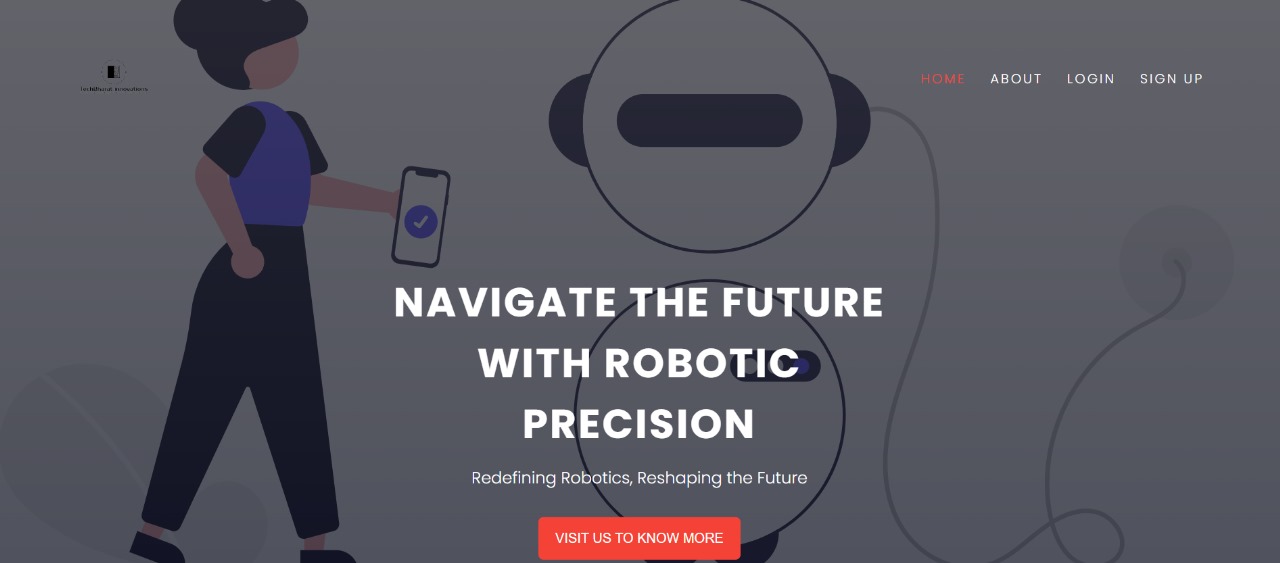 HOME ABOUT LOGIN SIGN UP
NAVIGATE THE FUTURE
WITH ROBOTIC
PRECISION
Redefining Robotics, Reshaping the Future
VISIT US TO KNOW MORE